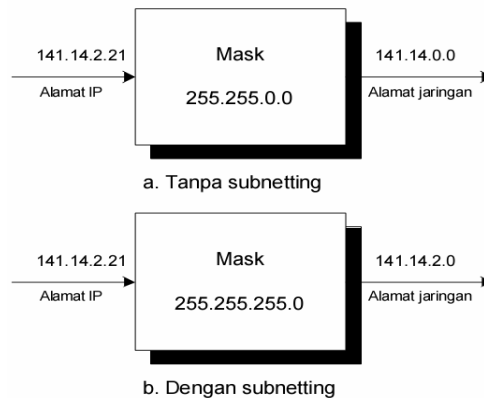 141.14.2.21
Alamat IP
Mask
255.255.0.0
141.14.0.0
Alamat jaringan
a. Tanpa subnetting
141.14.2.21
Alamat IP
Mask
255.255.255.0
141.14.2.0
Alamat jaringan
b. Dengan subnetting